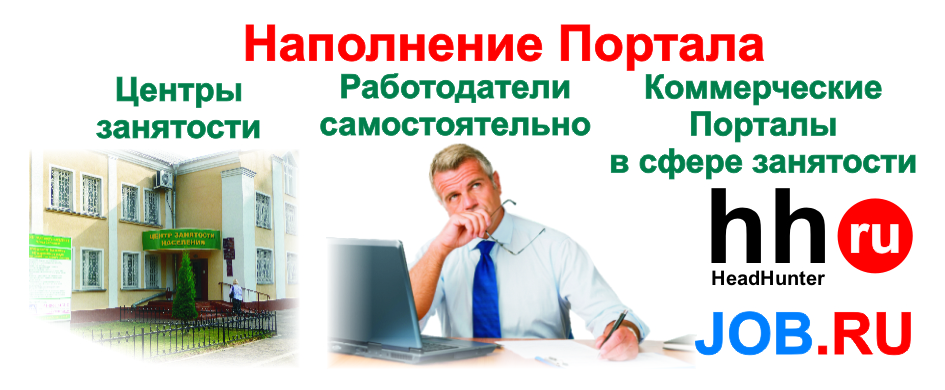 Наполнение Портала
Центры
занятости
Работодатели
самостоятельно
Коммерческие
Порталы
в сфере занятости
ЦЕНТР ЗАНЯТОСТИ
НАСЕЛЕНИЯ
hh ru
HeadHunter
JOB.RU